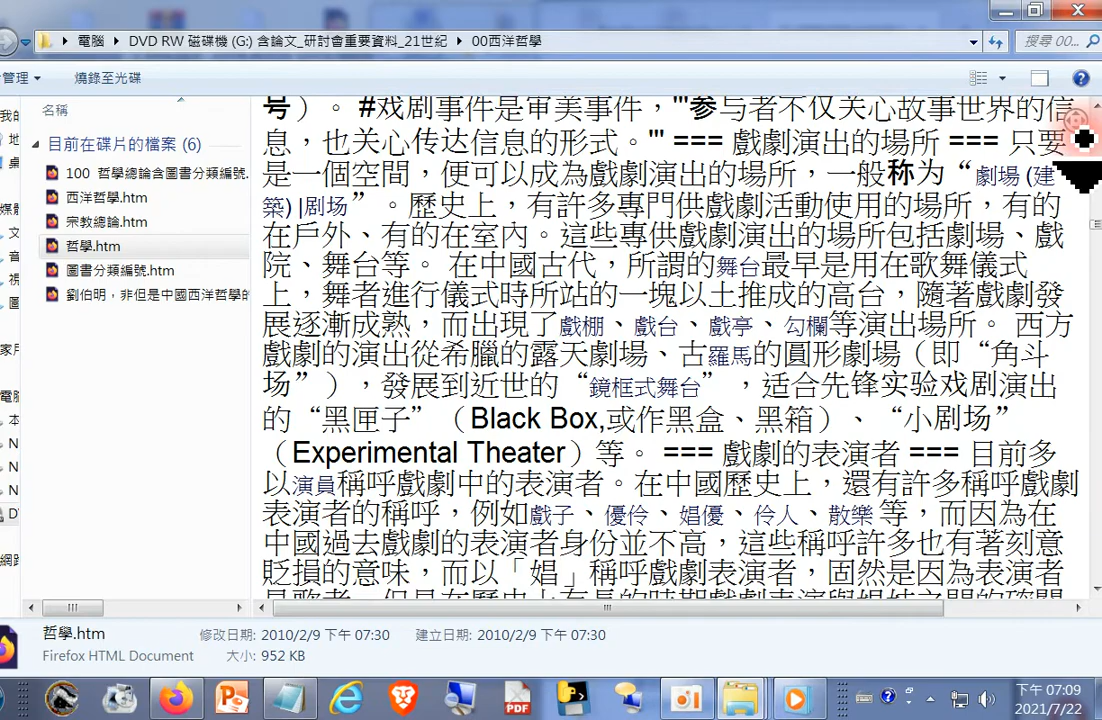 電腦 ▸ DVD RW 磁碟機 (G:) 含論文_研討會重要資料_21世紀 ▸ 00西洋哲學
搜尋 00...
管理 燒錄至光碟
名稱
目前在碟片的檔案 (6)
100 哲學總論含圖書分類編號.
西洋哲學.htm
宗教總論.htm
哲學.htm
圖書分類編號.htm
劉伯明，非但是中國西洋哲學的
号）。 #戏剧事件是审美事件，'''参与者不仅关心故事世界的信
息，也关心传达信息的形式。''' === 戲劇演出的場所 === 只要
是一個空間，便可以成為戲劇演出的場所，一般称为“劇場 (建
築) |剧场”。歷史上，有許多專門供戲劇活動使用的場所，有的
在戶外、有的在室內。這些專供戲劇演出的場所包括劇場、戲
院、舞台等。 在中國古代，所謂的舞台最早是用在歌舞儀式
上，舞者進行儀式時所站的一塊以土推成的高台，隨著戲劇發
展逐漸成熟，而出現了戲棚、戲台、戲亭、勾欄等演出場所。 西方
戲劇的演出從希臘的露天劇場、古羅馬的圓形劇場（即“角斗
场”），發展到近世的“鏡框式舞台”，适合先锋实验戏剧演出
的“黑匣子”（Black Box,或作黑盒、黑箱）、“小剧场”
（Experimental Theater）等。 === 戲劇的表演者 === 目前多
以演員稱呼戲劇中的表演者。在中國歷史上，還有許多稱呼戲劇
表演者的稱呼，例如戲子、優伶、娼優、伶人、散樂等，而因為在
中國過去戲劇的表演者身份並不高，這些稱呼許多也有著刻意
貶損的意味，而以「娼」稱呼戲劇表演者，固然是因為表演者
哲學.htm 修改日期: 2010/2/9 下午 07:30 建立日期: 2010/2/9 下午 07:30
Firefox HTML Document 大小: 952 KB
下午 07:09
2021/7/22